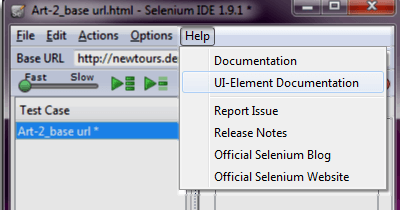 Art-2_base url.html - Selenium IDE 1.9.1 *
File Edit Actions Options Help
Base URL http://newtours.de
Fast Slow
Test Case
Art-2_base url *
Documentation
UI-Element Documentation
Report Issue
Release Notes
Official Selenium Blog
Official Selenium Website